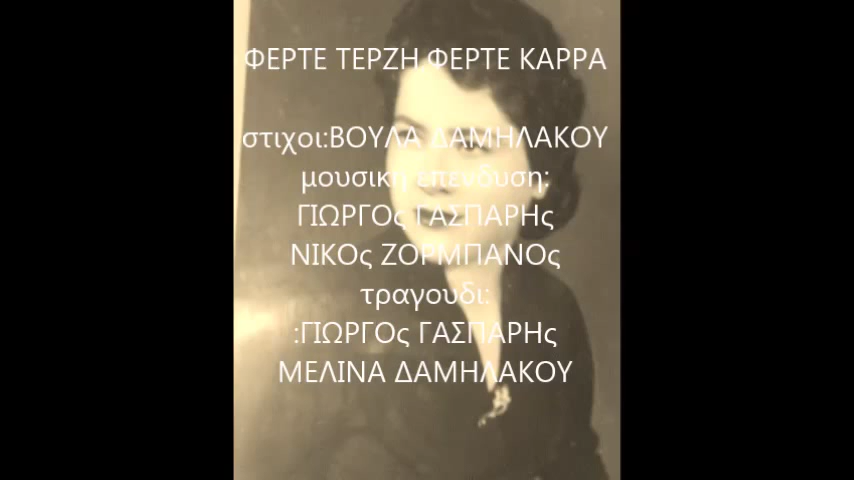 ΦΕΡΤΕ ΤΕΡΖΗ ΦΕΡΤΕ ΚΑΡΡΑ
στιχοι:ΒΟΥΛΑ ΔΑΜΗΛΑΚΟΥ
μουσικη επενδυση:
ΓΙΩΡΓΟς ΓΑΣΠΑΡΗς
ΝΙΚΟς ΖΟΡΜΠΑΝΟς
τραγουδι:
:ΓΙΩΡΓΟς ΓΑΣΠΑΡΗς
ΜΕΛΙΝΑ ΔΑΜΗΛΑΚΟΥ